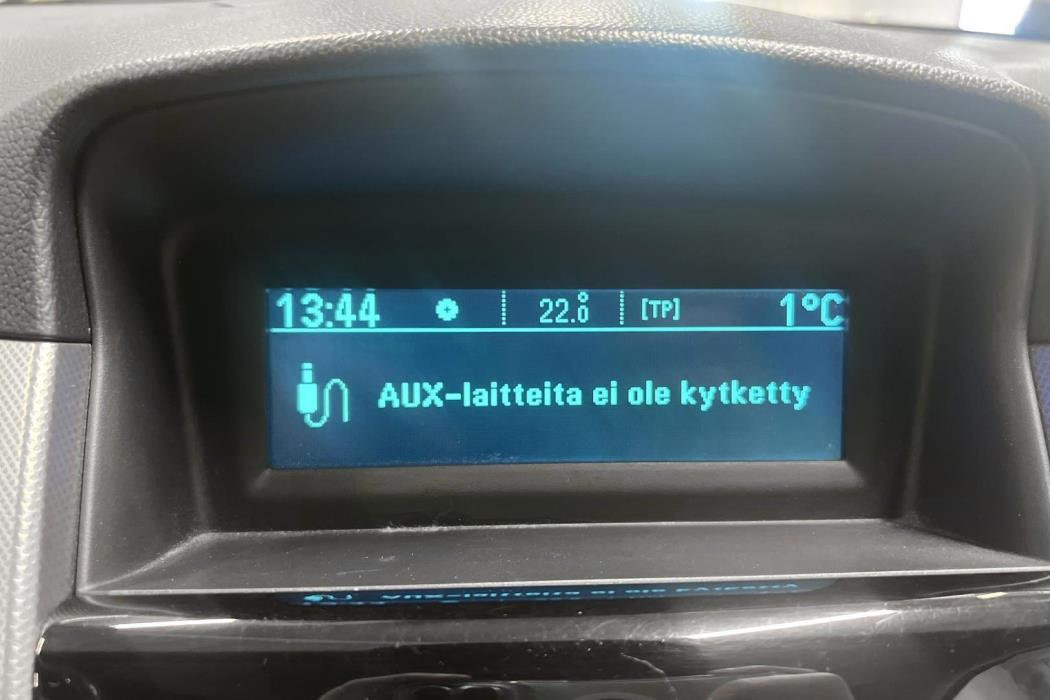 13:44 22.0° [TP] 1°C
AUX-laitteita ei ole kytketty